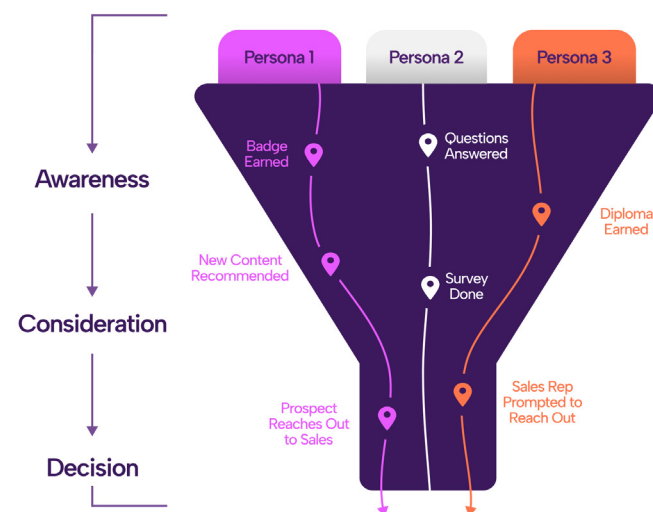 Persona 1
Persona 2
Persona 3
Badge
Earned
Questions
Answered
Awareness
Diploma
Earned
New Content
Recommended
Survey
Done
Consideration
Sales Rep
Prompted to
Reach Out
Prospect
Reaches Out
to Sales
Decision